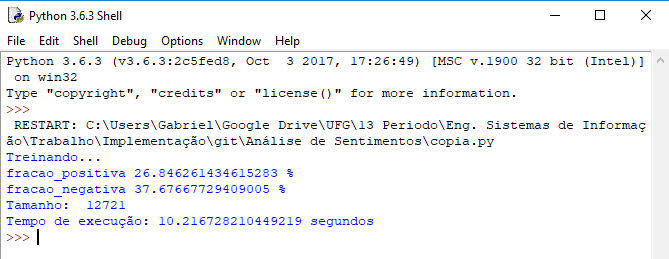 Python 3.6.3 Shell
File Edit Shell Debug Options Window Help
Python 3.6.3 (v3.6.3:2c5fed8, Oct  3 2017, 17:26:49) [MSC v.1900 32 bit (Intel)]
 on win32
Type "copyright", "credits" or "license()" for more information.
>>>
 RESTART: C:\Users\Gabriel\Google Drive\UFG\13 Periodo\Eng. Sistemas de Informaç
ão\Trabalho\Implementação\git\Análise de Sentimentos\copia.py
Treinando...
fracao_positiva 26.846261434615283 %
fracao_negativa 37.67667729409005 %
Tamanho:  12721
Tempo de execução: 10.216728210449219 segundos
>>>